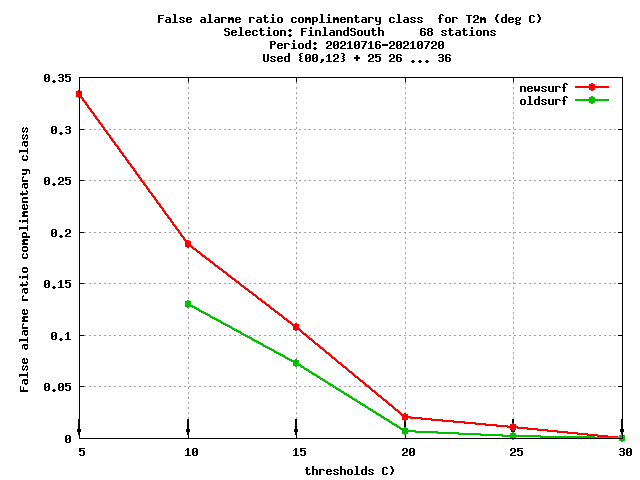 False alarme ratio complimentary class  for T2m (deg C)
Selection: FinlandSouth     68 stations
Period: 20210716-20210720
Used {00,12} + 25 26 ... 36
newsurf
oldsurf
False alarme ratio complimentary class
0.35
0.3
0.25
0.2
0.15
0.1
0.05
0
5 10 15 20 25 30
thresholds C)